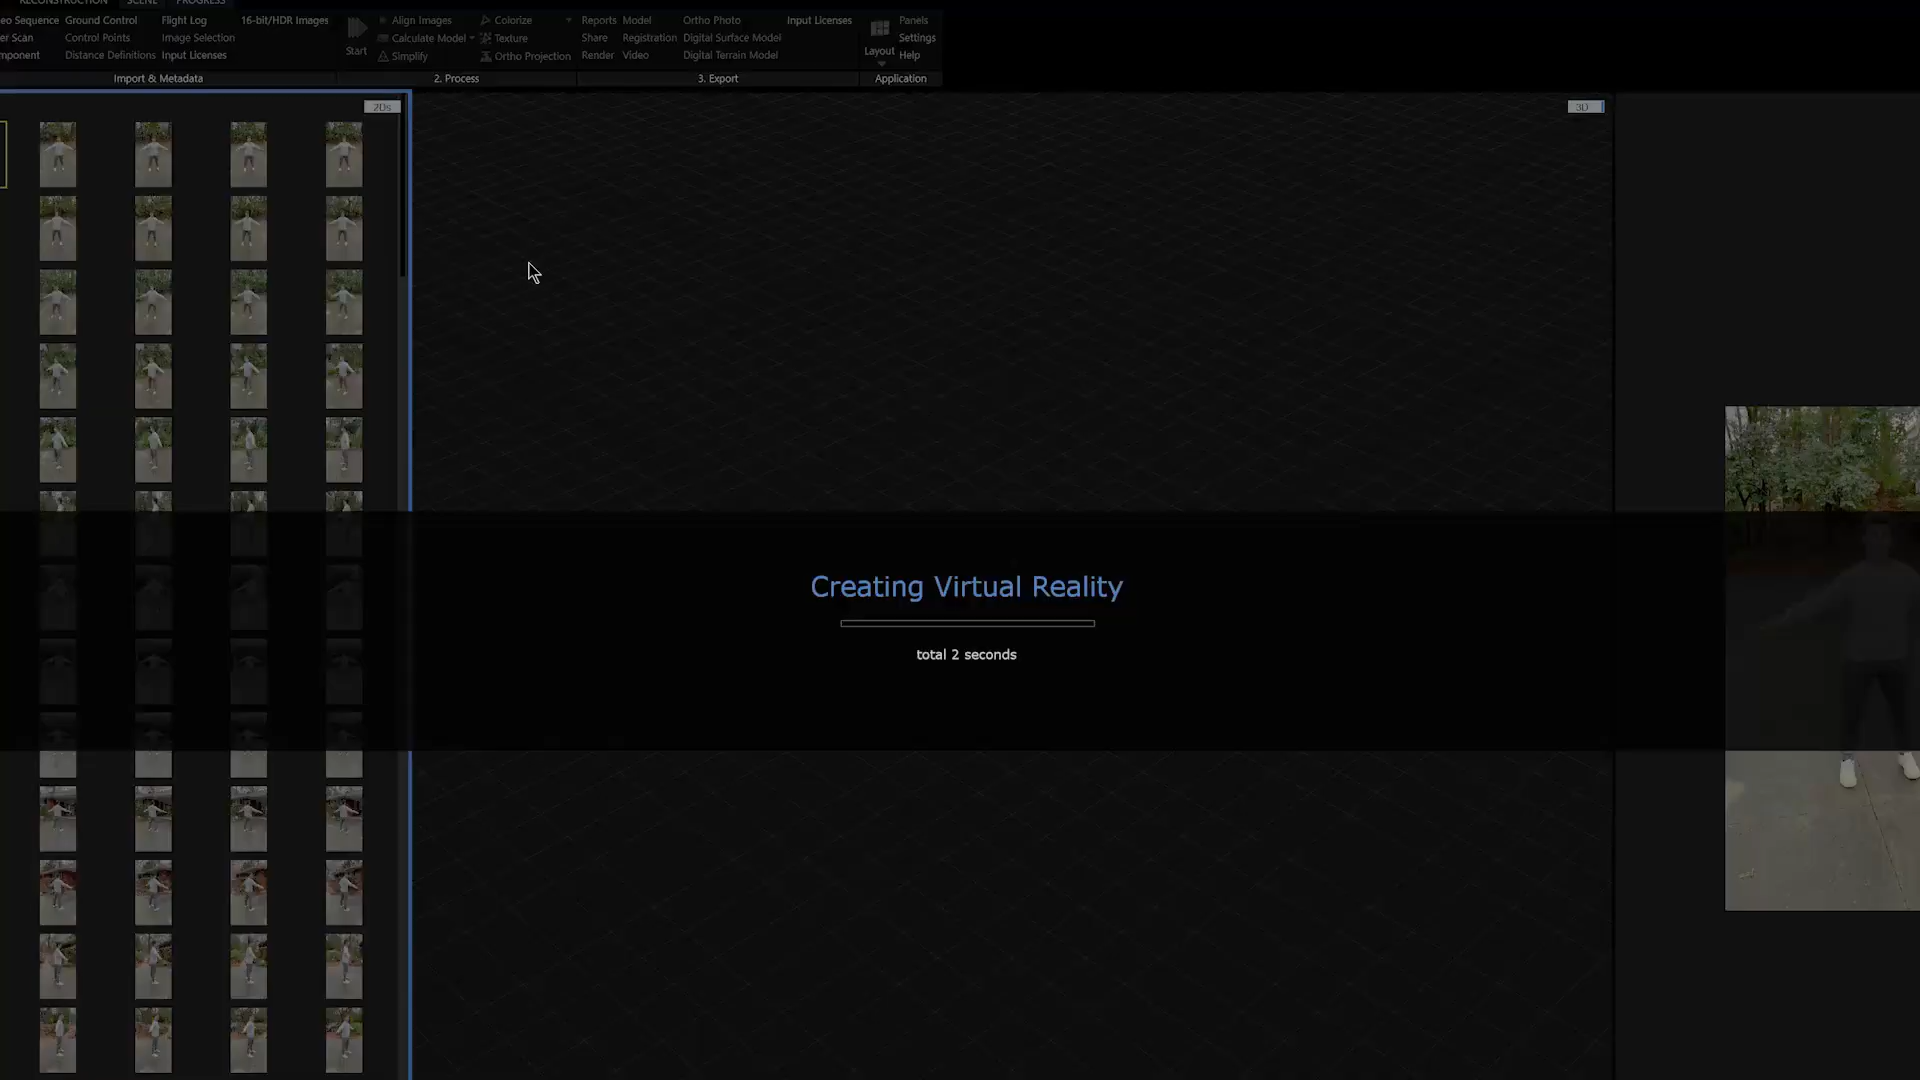 RECONSTRUCTION SCENE PROGRESS
eo Sequence Ground Control Flight Log 16-bit/HDR Images Align Images Colorize Reports Model Ortho Photo Input Licenses Panels
er Scan Control Points Image Selection Calculate Model Texture Share Registration Digital Surface Model Settings
mponent Distance Definitions Input Licenses Start Simplify Ortho Projection Render Video Digital Terrain Model Layout Help
Import & Metadata 2. Process 3. Export Application
2Ds 3D
Creating Virtual Reality
total 2 seconds